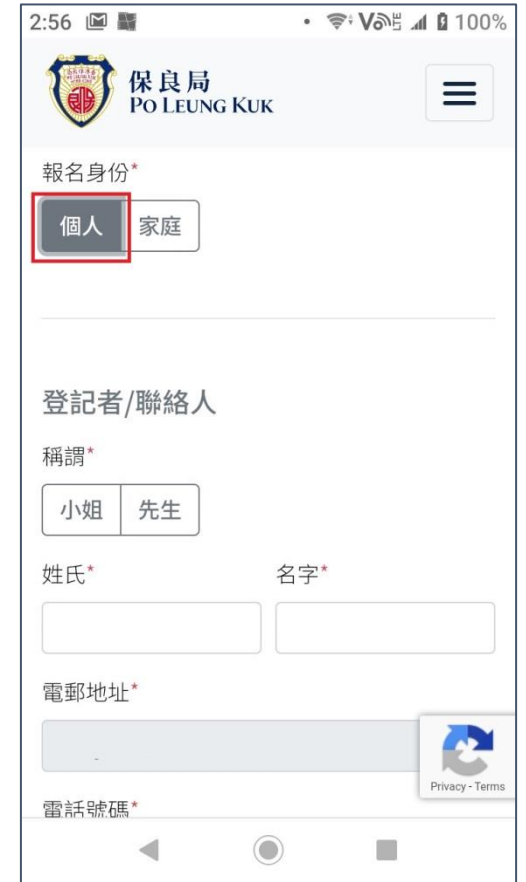 2:56 100%
保良局
PO LEUNG KUK
報名身份*
個人 家庭
登記者/聯絡人
稱謂*
小姐 先生
姓氏* 名字*
電郵地址*
-
Privacy - Terms
電話號碼*